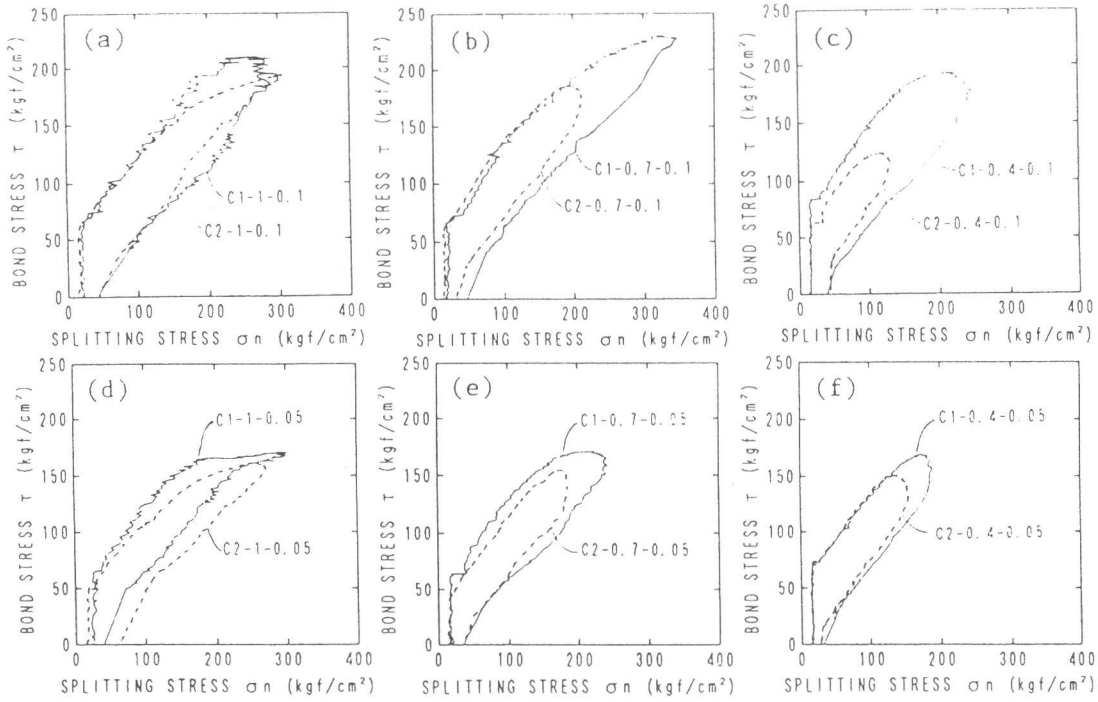 (a)
BOND STRESS τ (kgf/cm²)
250
200
150
100
50
0
C1-1-0.1
C2-1-0.1
0 100 200 300 400
SPLITTING STRESS σn (kgf/cm²)
(b)
BOND STRESS τ (kgf/cm²)
250
200
150
100
50
0
C1-0.7-0.1
C2-0.7-0.1
0 100 200 300 400
SPLITTING STRESS σn (kgf/cm²)
(c)
BOND STRESS τ (kgf/cm²)
250
200
150
100
50
0
C1-0.4-0.1
C2-0.4-0.1
0 100 200 300 400
SPLITTING STRESS σn (kgf/cm²)
(d)
BOND STRESS τ (kgf/cm²)
250
200
150
100
50
0
C1-1-0.05
C2-1-0.05
0 100 200 300 400
SPLITTING STRESS σn (kgf/cm²)
(e)
BOND STRESS τ (kgf/cm²)
250
200
150
100
50
0
C1-0.7-0.05
C2-0.7-0.05
0 100 200 300 400
SPLITTING STRESS σn (kgf/cm²)
(f)
BOND STRESS τ (kgf/cm²)
250
200
150
100
50
0
C1-0.4-0.05
C2-0.4-0.05
0 100 200 300 400
SPLITTING STRESS σn (kgf/cm²)